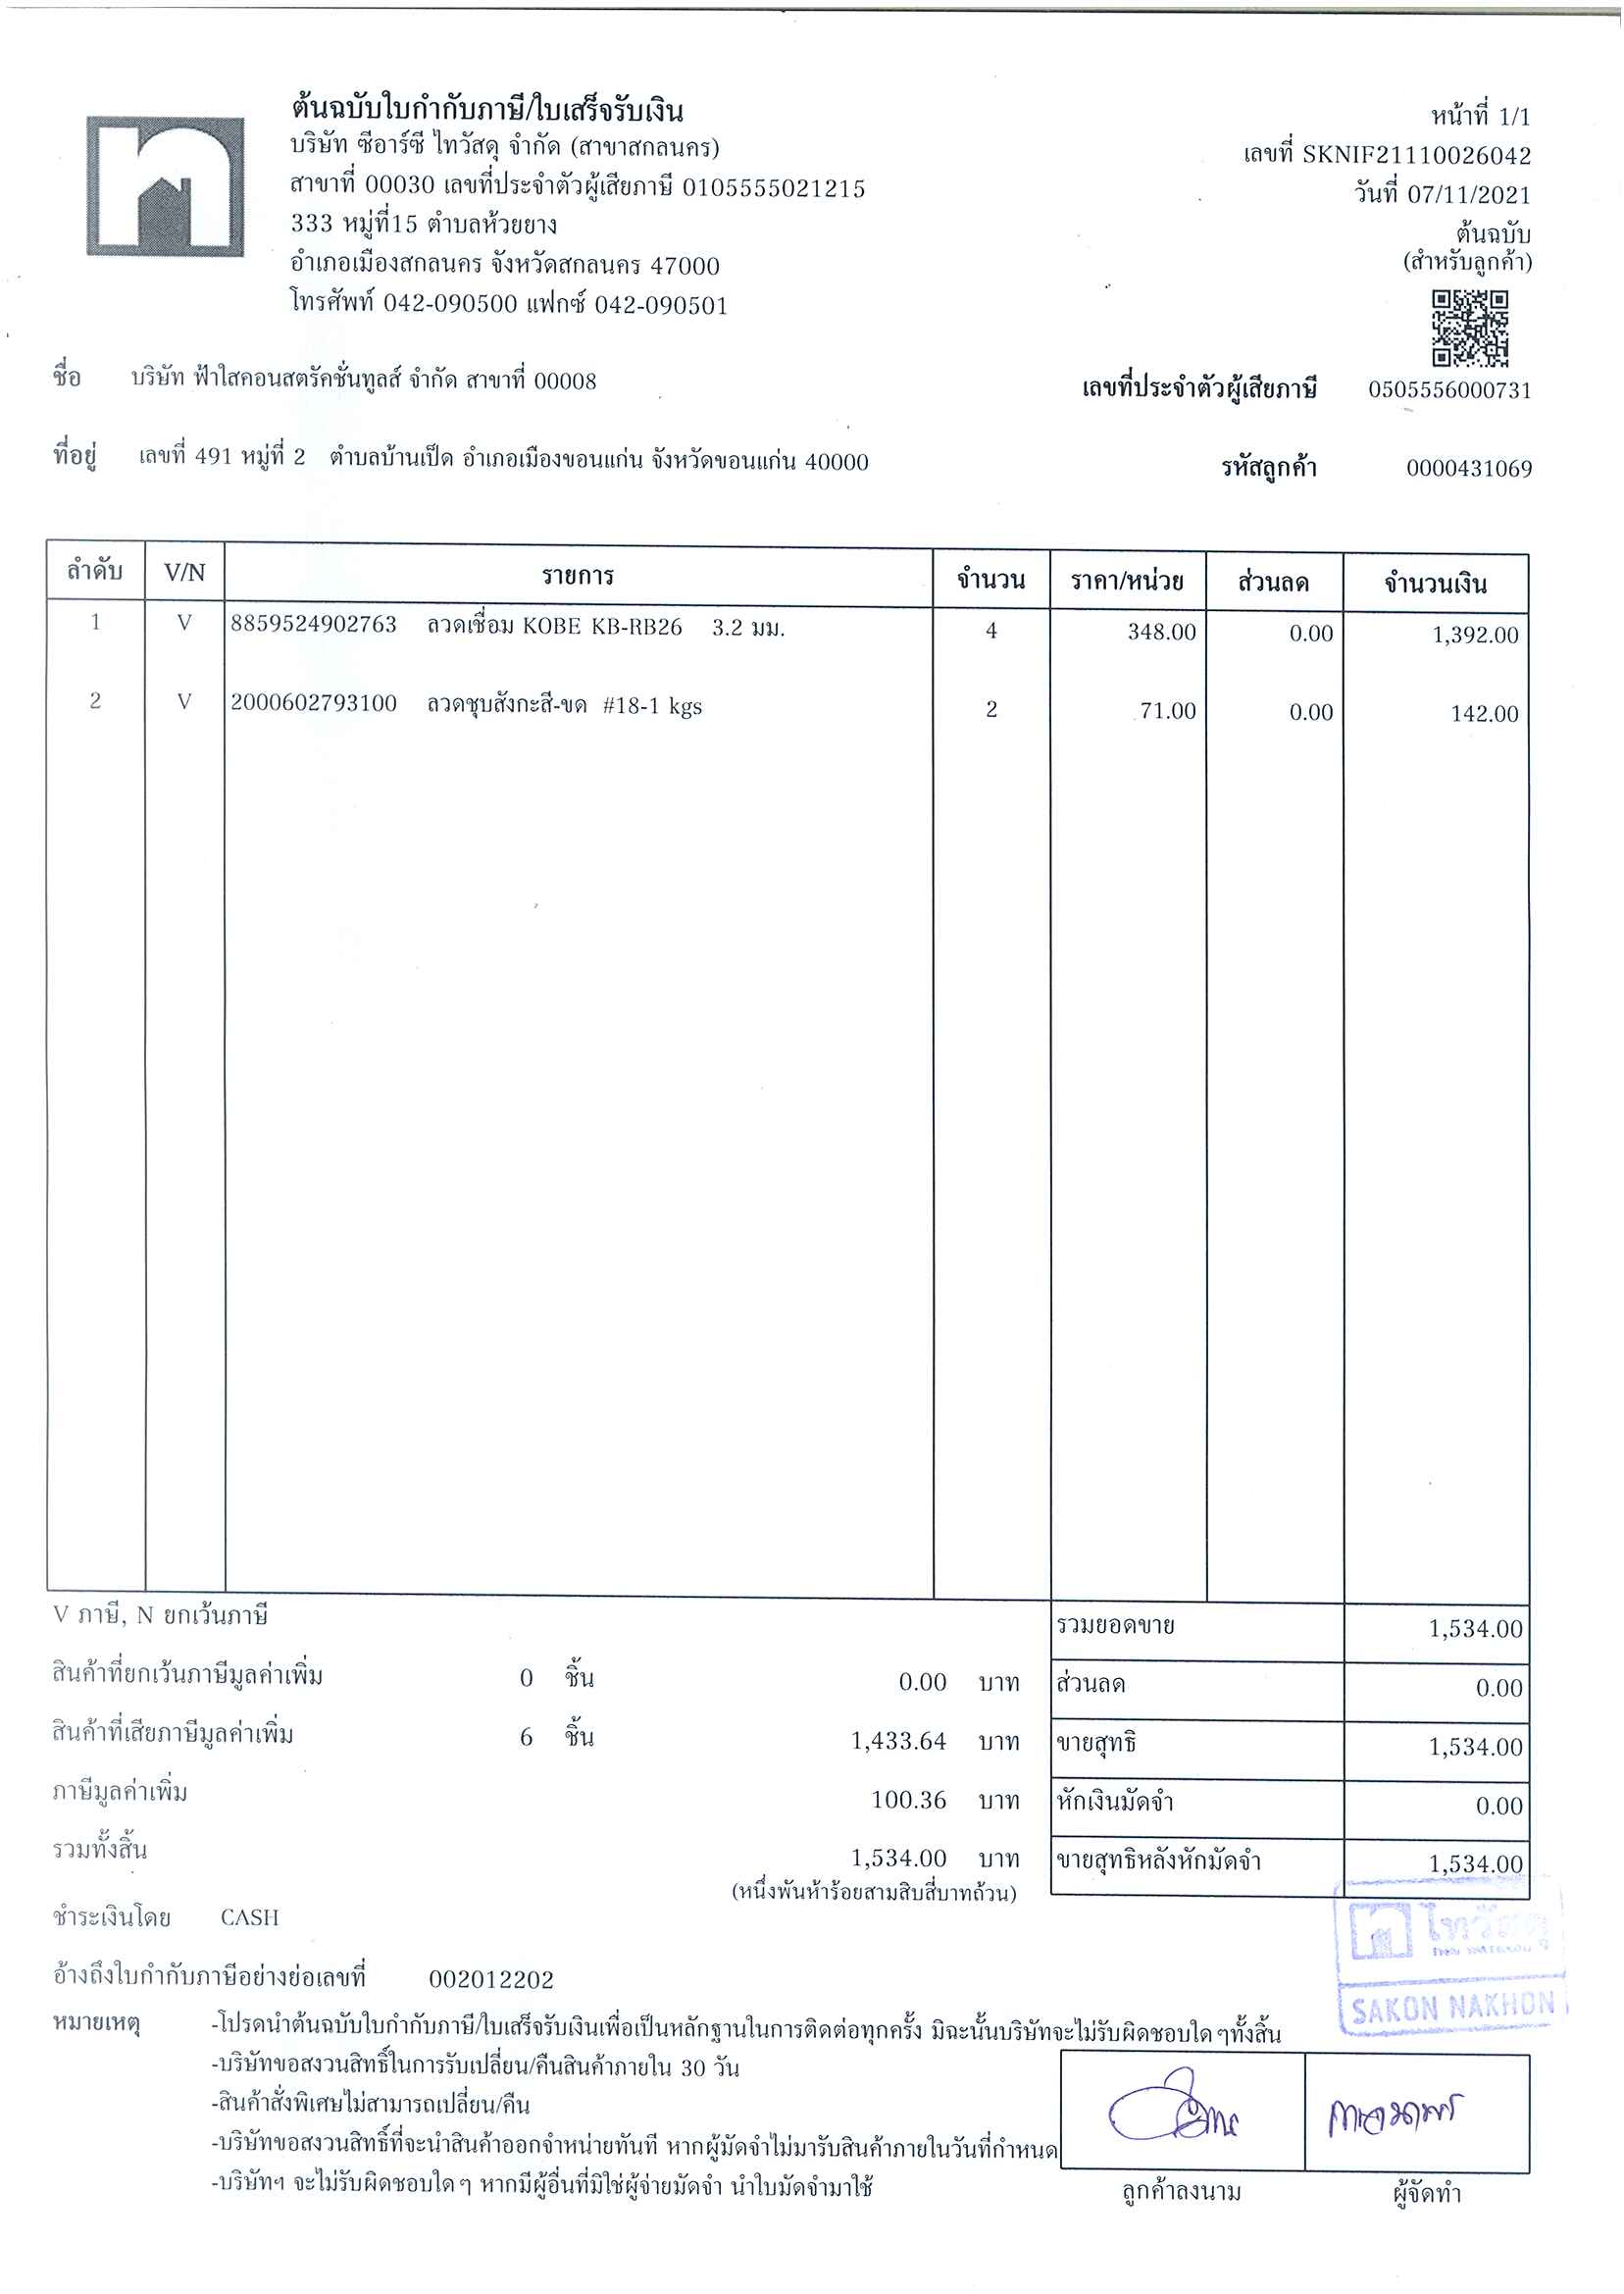 ต้นฉบับใบกำกับภาษี/ใบเสร็จรับเงิน
บริษัท ซีอาร์ซี ไทวัสดุ จำกัด (สาขาสกลนคร)
สาขาที่ 00030 เลขที่ประจำตัวผู้เสียภาษี 0105555021215
333 หมู่ที่15 ตำบลห้วยยาง
อำเภอเมืองสกลนคร จังหวัดสกลนคร 47000
โทรศัพท์ 042-090500 แฟกซ์ 042-090501
หน้าที่ 1/1
เลขที่ SKNIF21110026042
วันที่ 07/11/2021
ต้นฉบับ
(สำหรับลูกค้า)
ชื่อ บริษัท ฟ้าใสคอนสตรัคชั่นทูลส์ จำกัด สาขาที่ 00008
เลขที่ประจำตัวผู้เสียภาษี 0505556000731
ที่อยู่ เลขที่ 491 หมู่ที่ 2 ตำบลบ้านเป็ด อำเภอเมืองขอนแก่น จังหวัดขอนแก่น 40000
รหัสลูกค้า 0000431069
ลำดับ V/N รายการ จำนวน ราคา/หน่วย ส่วนลด จำนวนเงิน
1 V 8859524902763 ลวดเชื่อม KOBE KB-RB26 3.2 มม. 4 348.00 0.00 1,392.00
2 V 2000602793100 ลวดชุบสังกะสี-ขด #18-1 kgs 2 71.00 0.00 142.00
V ภาษี, N ยกเว้นภาษี
รวมยอดขาย 1,534.00
สินค้าที่ยกเว้นภาษีมูลค่าเพิ่ม 0 ชิ้น 0.00 บาท
ส่วนลด 0.00
สินค้าที่เสียภาษีมูลค่าเพิ่ม 6 ชิ้น 1,433.64 บาท
ขายสุทธิ 1,534.00
ภาษีมูลค่าเพิ่ม 100.36 บาท
หักเงินมัดจำ 0.00
รวมทั้งสิ้น 1,534.00 บาท
ขายสุทธิหลังหักมัดจำ 1,534.00
(หนึ่งพันห้าร้อยสามสิบสี่บาทถ้วน)
ชำระเงินโดย CASH
ไทวัสดุ
SAKON NAKHON
อ้างถึงใบกำกับภาษีอย่างย่อเลขที่ 002012202
หมายเหตุ -โปรดนำต้นฉบับใบกำกับภาษี/ใบเสร็จรับเงินเพื่อเป็นหลักฐานในการติดต่อทุกครั้ง มิฉะนั้นบริษัทจะไม่รับผิดชอบใดๆทั้งสิ้น
-บริษัทขอสงวนสิทธิ์ในการรับเปลี่ยน/คืนสินค้าภายใน 30 วัน
-สินค้าสั่งพิเศษไม่สามารถเปลี่ยน/คืน
-บริษัทขอสงวนสิทธิ์ที่จะนำสินค้าออกจำหน่ายทันที หากผู้มัดจำไม่มารับสินค้าภายในวันที่กำหนด
-บริษัทฯ จะไม่รับผิดชอบใดๆ หากมีผู้อื่นที่มิใช่ผู้จ่ายมัดจำ นำใบมัดจำมาใช้
ลูกค้าลงนาม
ผู้จัดทำ